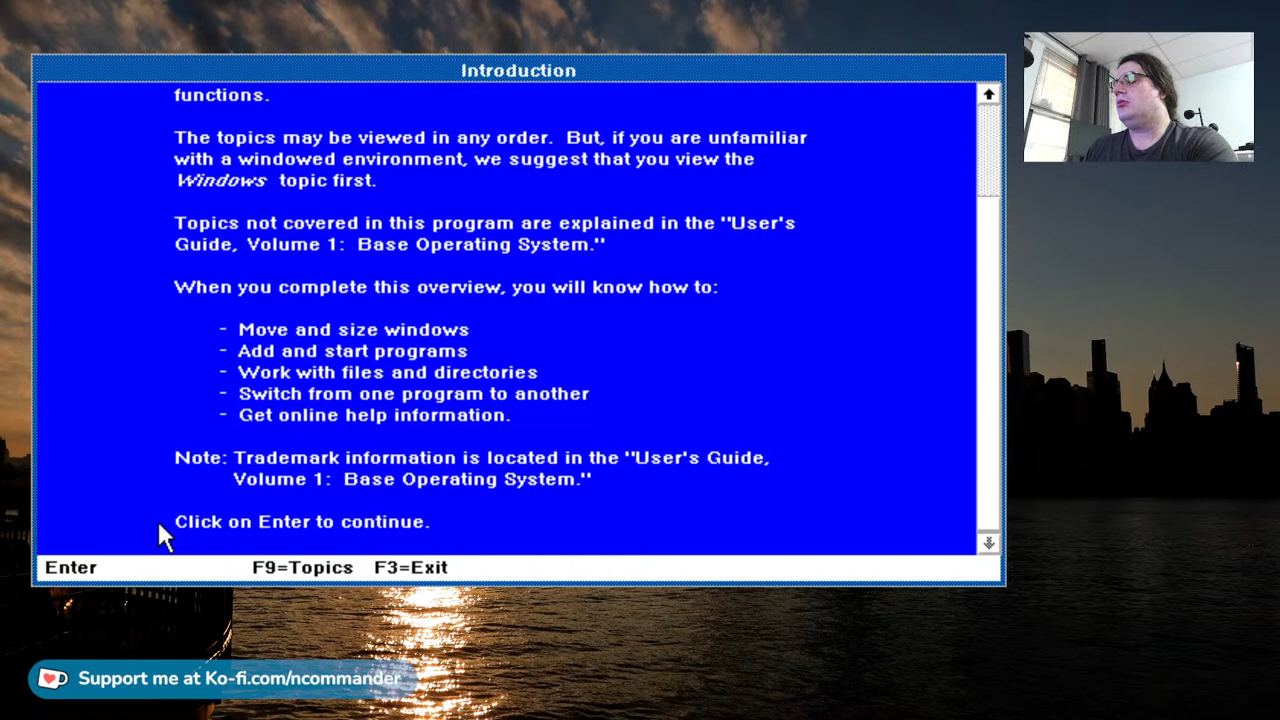 Introduction
functions.
The topics may be viewed in any order. But, if you are unfamiliar
with a windowed environment, we suggest that you view the
Windows topic first.
Topics not covered in this program are explained in the "User's
Guide, Volume 1: Base Operating System."
When you complete this overview, you will know how to:
- Move and size windows
- Add and start programs
- Work with files and directories
- Switch from one program to another
- Get online help information.
Note: Trademark information is located in the "User's Guide,
Volume 1: Base Operating System."
Click on Enter to continue.
Enter F9=Topics F3=Exit
Support me at Ko-fi.com/ncommander